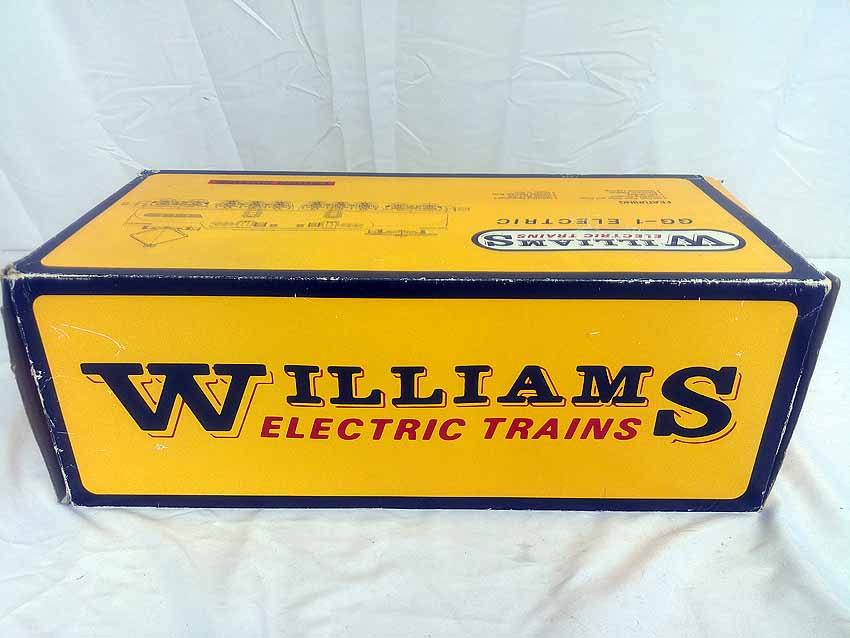 WILLIAMS
ELECTRIC TRAINS
WILLIAMS
ELECTRIC TRAINS
GG-1 ELECTRIC
FEATURING